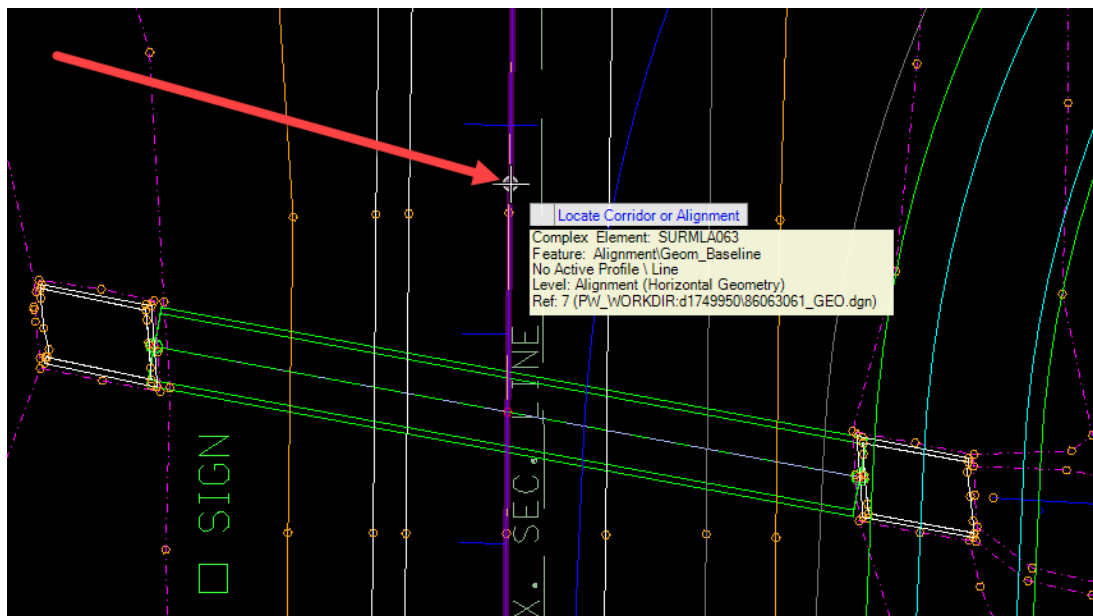 Locate Corridor or Alignment
Complex Element: SURMLA063
Feature: Alignment\Geom_Baseline
No Active Profile \ Line
Level: Alignment (Horizontal Geometry)
Ref: 7 (PW_WORKDIR:d1749950\86063061_GEO.dgn)
SIGN
X. SEC. LINE